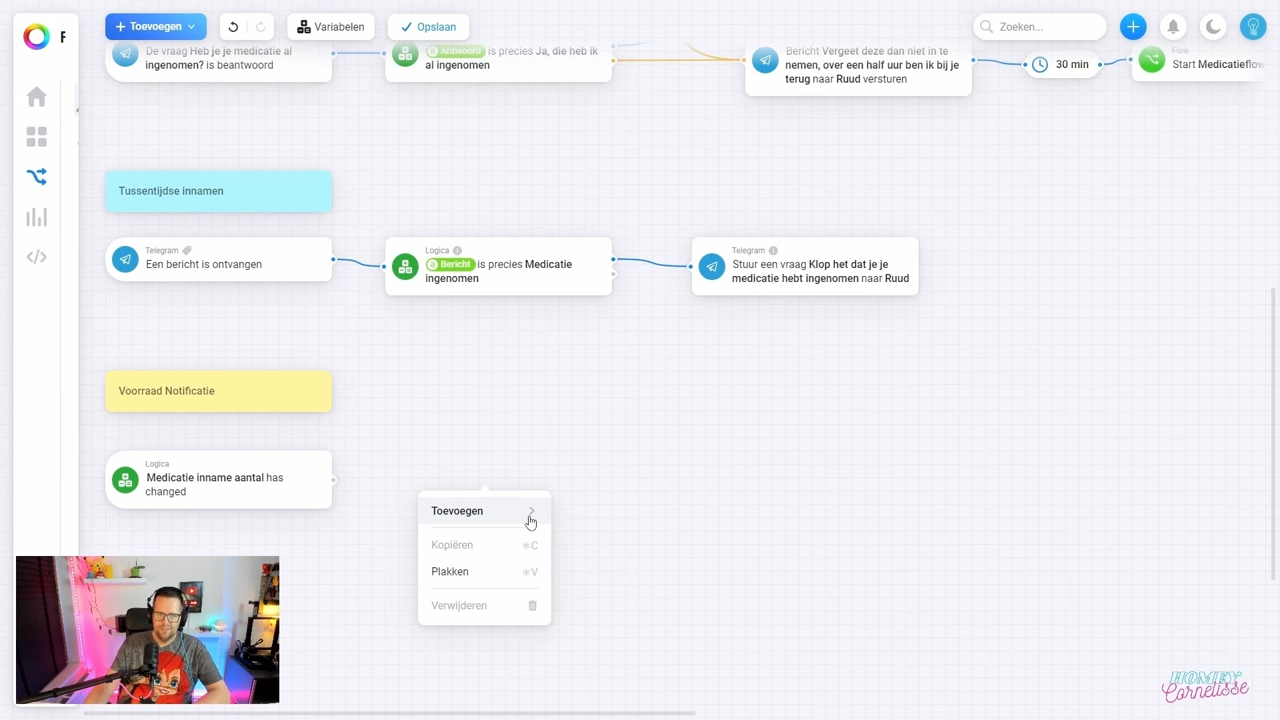 F
Toevoegen
Variabelen
Opslaan
Zoeken...
De vraag Heb je je medicatie al
ingenomen? is beantwoord
Antwoord is precies Ja, die heb ik
al ingenomen
Bericht Vergeet deze dan niet in te
nemen, over een half uur ben ik bij je
terug naar Ruud versturen
30 min
Flow
Start Medicatieflow
Tussentijdse innamen
Telegram
Een bericht is ontvangen
Logica
Bericht is precies Medicatie
ingenomen
Telegram
Stuur een vraag Klop het dat je je
medicatie hebt ingenomen naar Ruud
Voorraad Notificatie
Logica
Medicatie inname aantal has
changed
Toevoegen
Kopiëren ⌘C
Plakken ⌘V
Verwijderen
HOMEY
Cornelisse